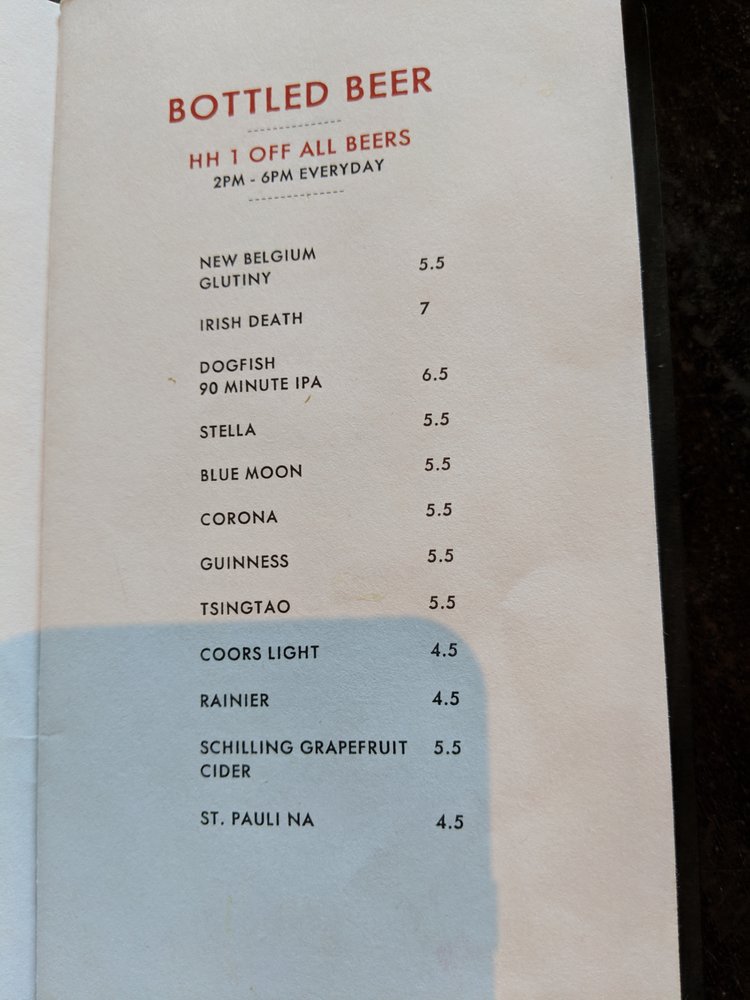 BOTTLED BEER
HH 1 OFF ALL BEERS
2PM - 6PM EVERYDAY
NEW BELGIUM
GLUTINY 5.5
IRISH DEATH 7
DOGFISH
90 MINUTE IPA 6.5
STELLA 5.5
BLUE MOON 5.5
CORONA 5.5
GUINNESS 5.5
TSINGTAO 5.5
COORS LIGHT 4.5
RAINIER 4.5
SCHILLING GRAPEFRUIT 5.5
CIDER
ST. PAULI NA 4.5